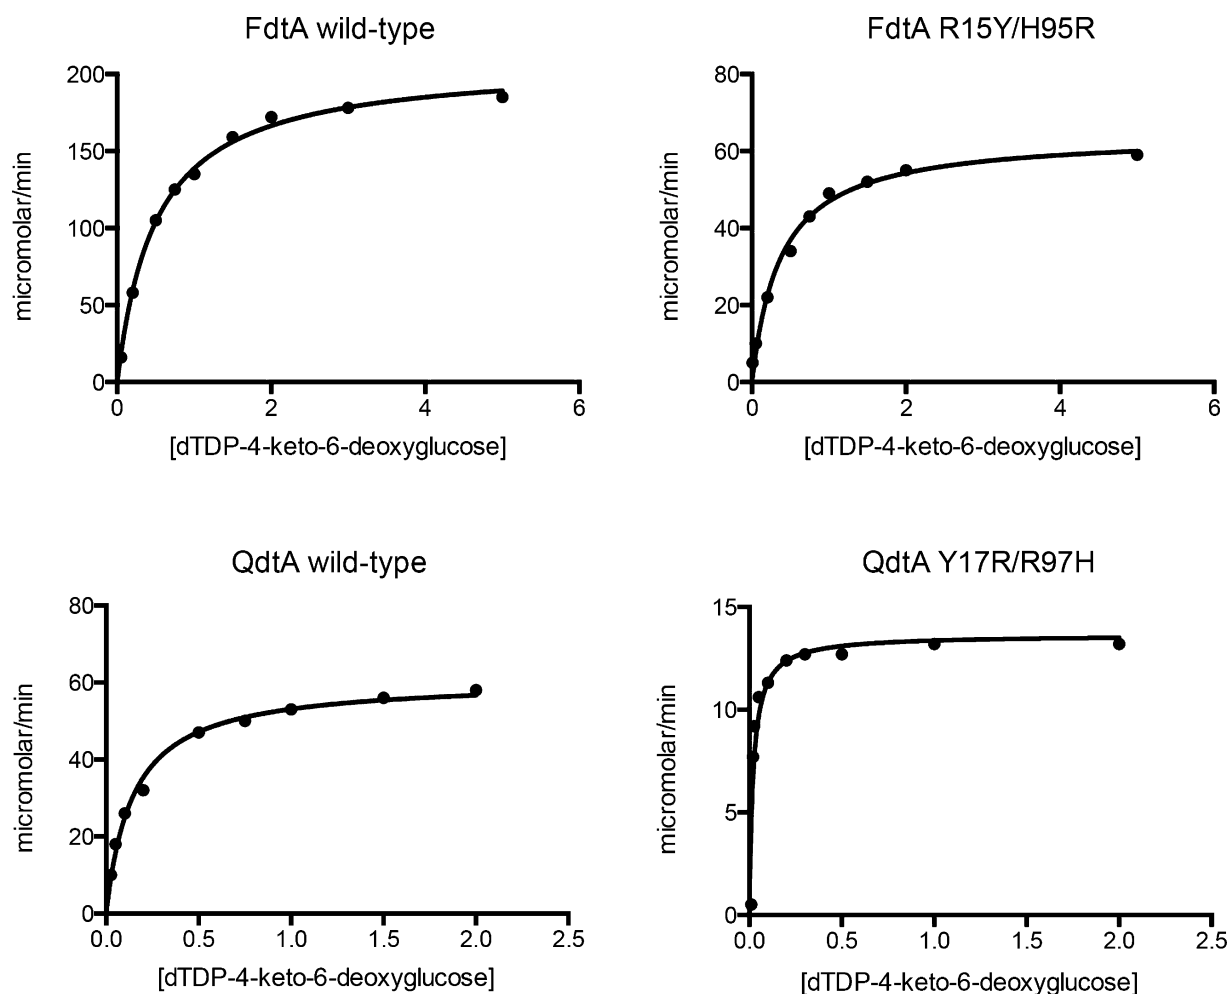 FdtA wild-type
200
150
100
50
0
micromolar/min
0 2 4 6
[dTDP-4-keto-6-deoxyglucose]
FdtA R15Y/H95R
80
60
40
20
0
micromolar/min
0 2 4 6
[dTDP-4-keto-6-deoxyglucose]
QdtA wild-type
80
60
40
20
0
micromolar/min
0.0 0.5 1.0 1.5 2.0 2.5
[dTDP-4-keto-6-deoxyglucose]
QdtA Y17R/R97H
15
10
5
0
micromolar/min
0.0 0.5 1.0 1.5 2.0 2.5
[dTDP-4-keto-6-deoxyglucose]